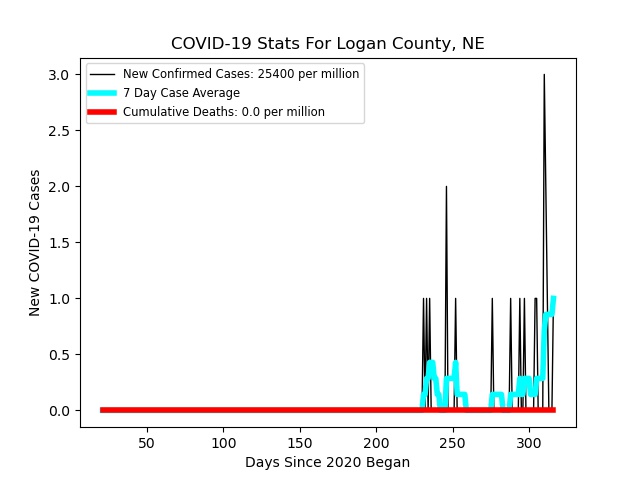 COVID-19 Stats For Logan County, NE
New Confirmed Cases: 25400 per million
7 Day Case Average
Cumulative Deaths: 0.0 per million
3.0
2.5
2.0
1.5
1.0
0.5
0.0
New COVID-19 Cases
50 100 150 200 250 300
Days Since 2020 Began